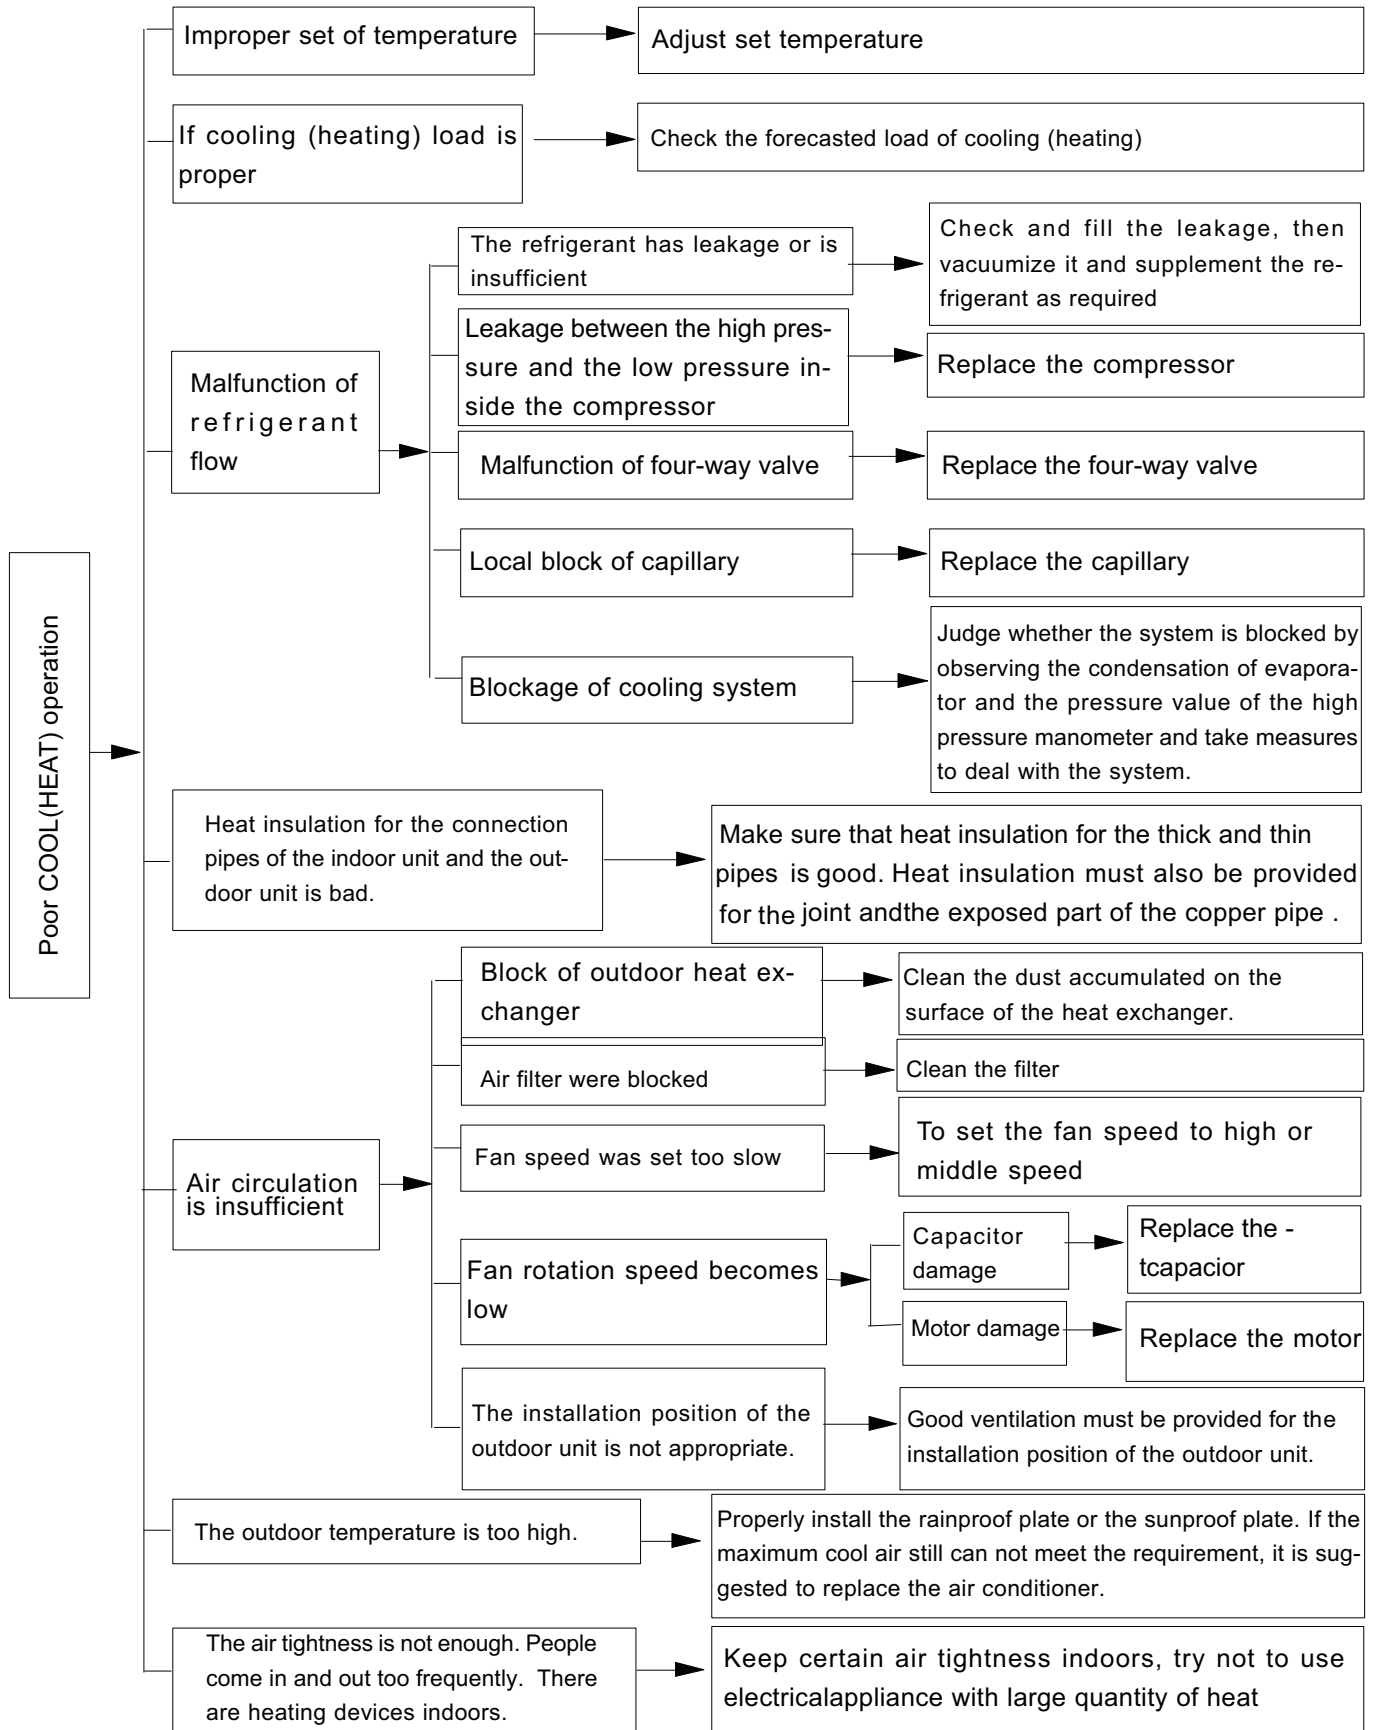 Poor COOL(HEAT) operation
Improper set of temperature
Adjust set temperature
If cooling (heating) load is
proper
Check the forecasted load of cooling (heating)
Malfunction of
refrigerant
flow
The refrigerant has leakage or is
insufficient
Check and fill the leakage, then
vacuumize it and supplement the re-
frigerant as required
Leakage between the high pres-
sure and the low pressure in-
side the compressor
Replace the compressor
Malfunction of four-way valve
Replace the four-way valve
Local block of capillary
Replace the capillary
Blockage of cooling system
Judge whether the system is blocked by
observing the condensation of evapora-
tor and the pressure value of the high
pressure manometer and take measures
to deal with the system.
Heat insulation for the connection
pipes of the indoor unit and the out-
door unit is bad.
Make sure that heat insulation for the thick and thin
pipes is good. Heat insulation must also be provided
for the joint andthe exposed part of the copper pipe .
Air circulation
is insufficient
Block of outdoor heat ex-
changer
Clean the dust accumulated on the
surface of the heat exchanger.
Air filter were blocked
Clean the filter
Fan speed was set too slow
To set the fan speed to high or
middle speed
Fan rotation speed becomes
low
Capacitor
damage
Replace the -
tcapacior
Motor damage
Replace the motor
The installation position of the
outdoor unit is not appropriate.
Good ventilation must be provided for the
installation position of the outdoor unit.
The outdoor temperature is too high.
Properly install the rainproof plate or the sunproof plate. If the
maximum cool air still can not meet the requirement, it is sug-
gested to replace the air conditioner.
The air tightness is not enough. People
come in and out too frequently. There
are heating devices indoors.
Keep certain air tightness indoors, try not to use
electricalappliance with large quantity of heat